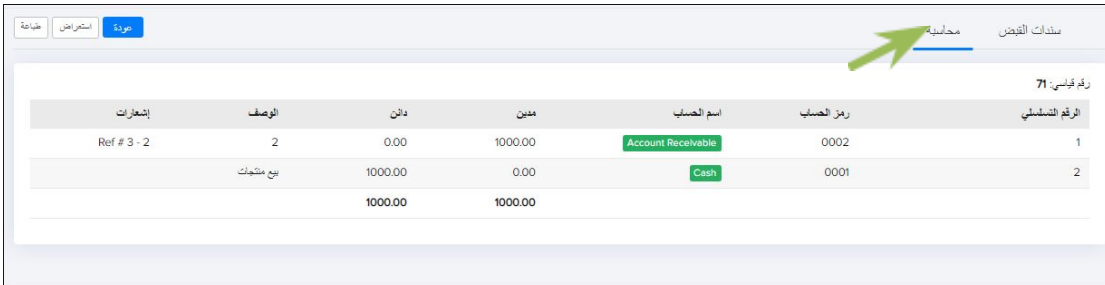 سندات القبض محاسبة عودة استعراض طباعة
رقم قياسي: 71
الرقم التسلسلي رمز الحساب اسم الحساب مدين دائن الوصف إشعارات
1 0002 Account Receivable 1000.00 0.00 2 Ref # 3 - 2
2 0001 Cash 0.00 1000.00 بيع منتجات
1000.00 1000.00